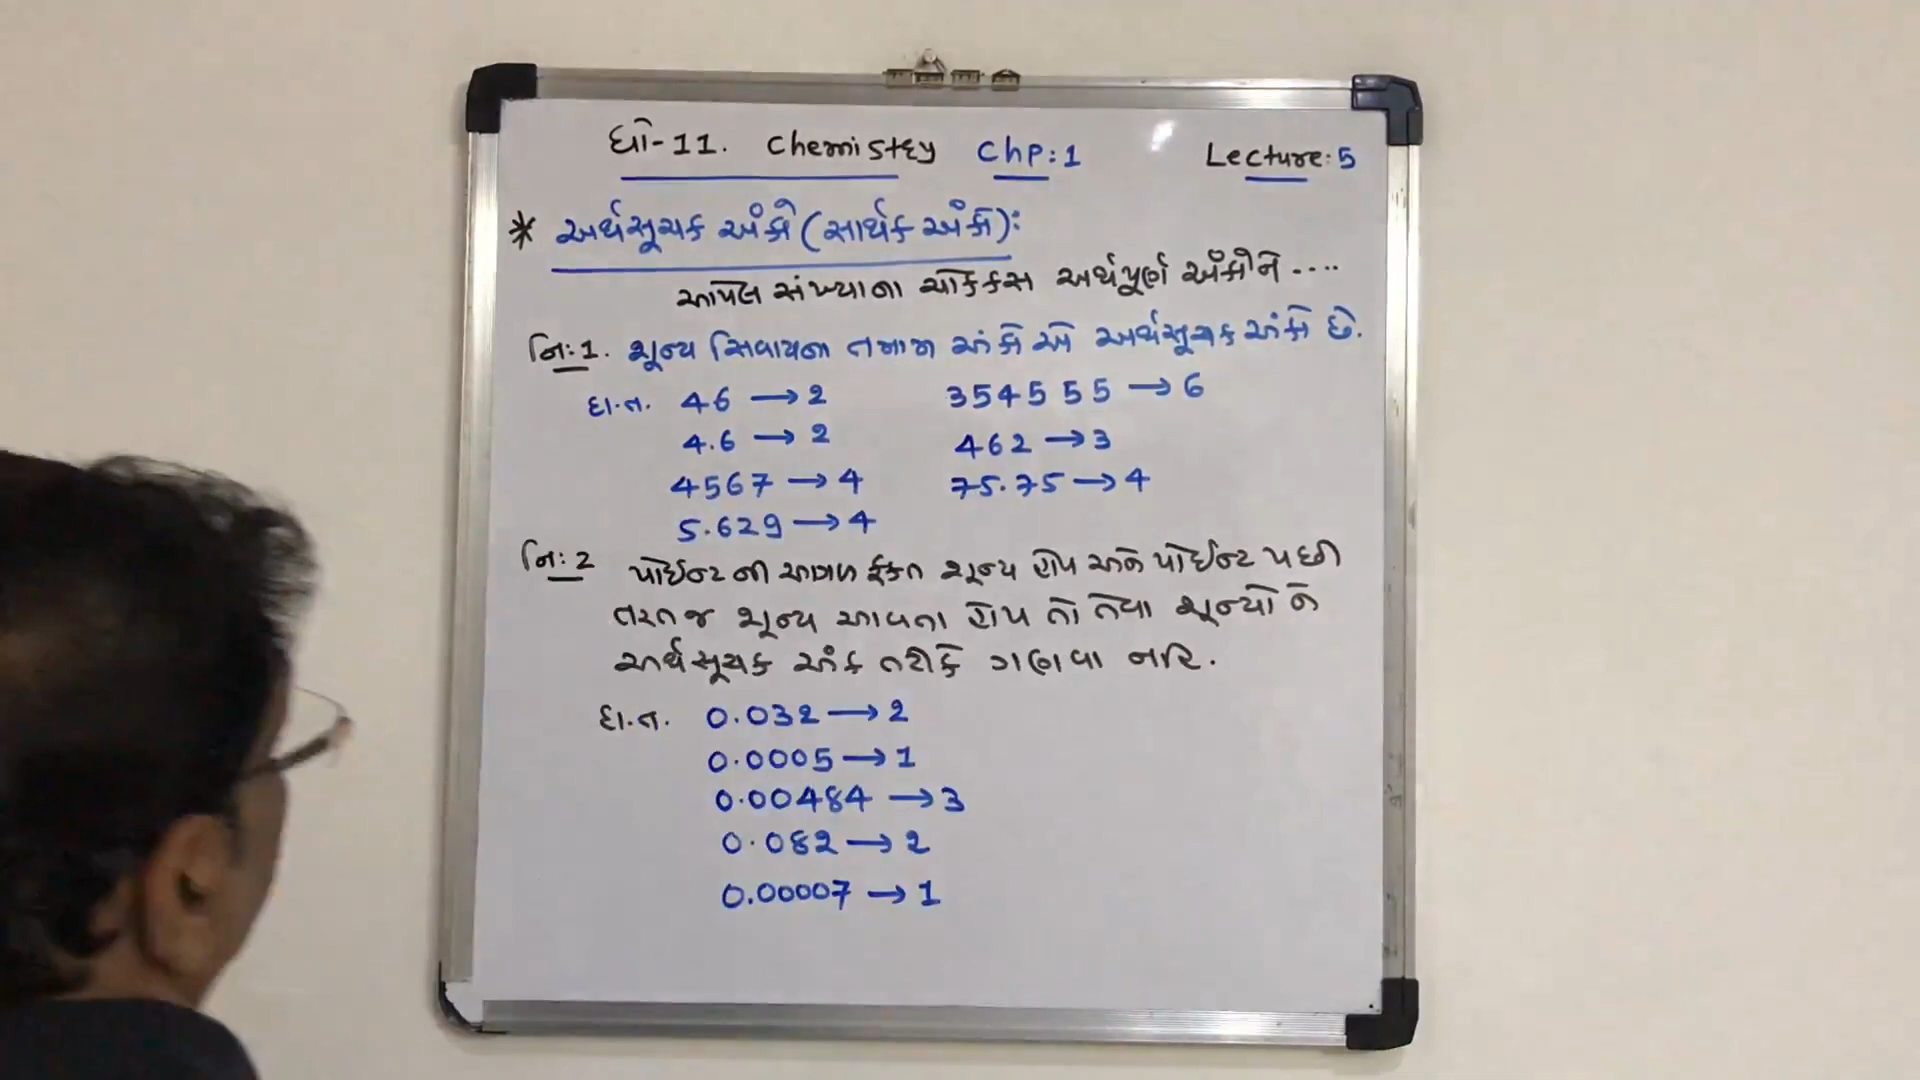 ધો-11. Chemistry Chp:1 Lecture:5
* અર્થસૂચક અંકો (સાર્થક અંકો):
આપેલ સંખ્યાના ચોક્કસ અર્થપૂર્ણ અંકોને ....
નિ:1. શૂન્ય સિવાયના તમામ અંકો એ અર્થસૂચક અંકો છે.
દા.ત. 46 → 2 354555 → 6
4.6 → 2 462 → 3
4567 → 4 75.75 → 4
5.629 → 4
નિ:2 પોઈન્ટ ની આગળ ફક્ત શૂન્ય હોય અને પોઈન્ટ પછી
તરત જ શૂન્ય આવતા હોય તો તેવા શૂન્યો ને
અર્થસૂચક અંક તરીકે ગણવા નહિ.
દા.ત. 0.032 → 2
0.0005 → 1
0.00484 → 3
0.082 → 2
0.00007 → 1